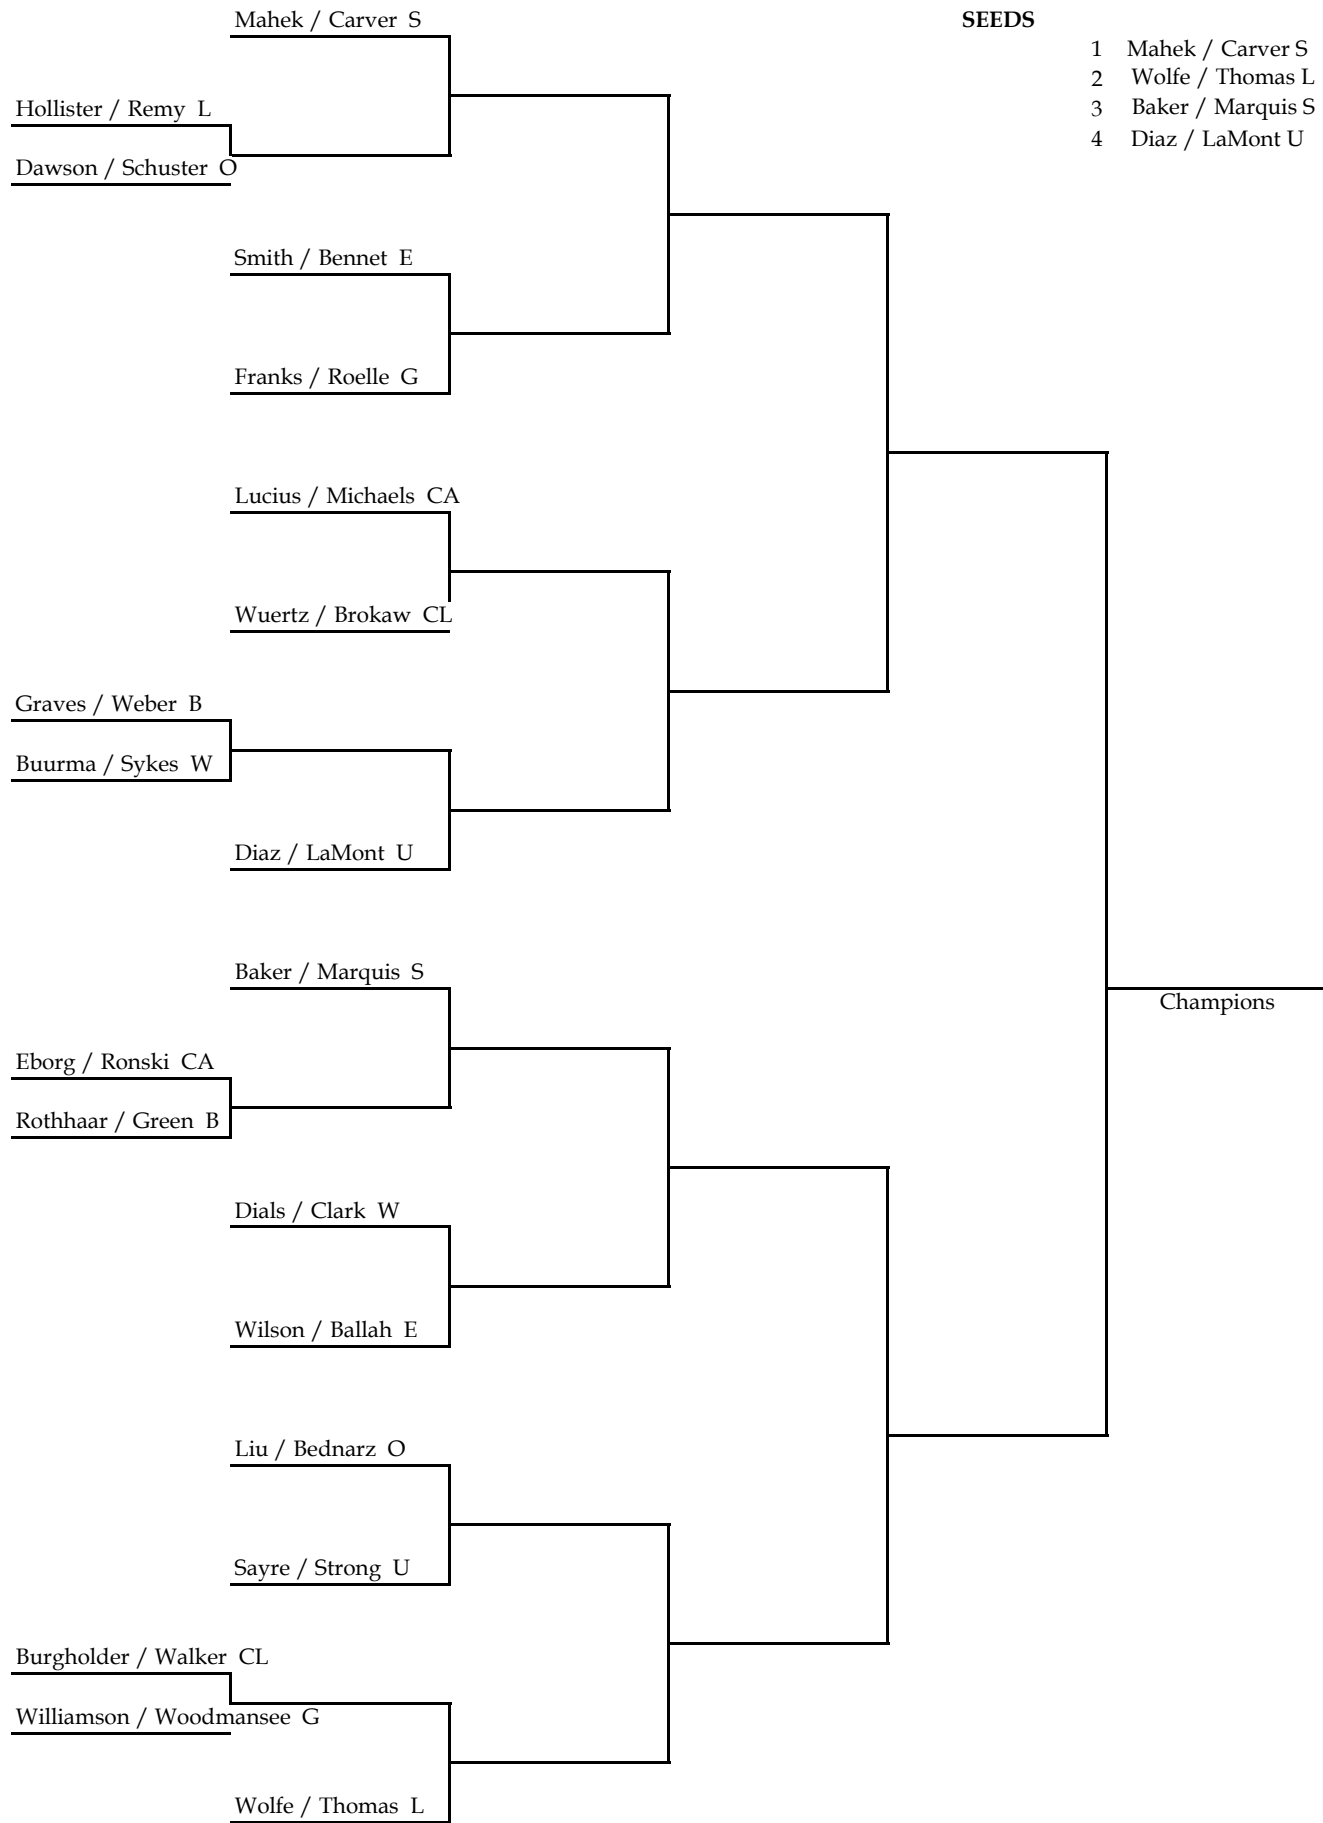 Mahek / Carver S
SEEDS
1 Mahek / Carver S
2 Wolfe / Thomas L
3 Baker / Marquis S
4 Diaz / LaMont U
Hollister / Remy L
Dawson / Schuster O
Smith / Bennet E
Franks / Roelle G
Lucius / Michaels CA
Wuertz / Brokaw CL
Graves / Weber B
Buurma / Sykes W
Diaz / LaMont U
Baker / Marquis S
Champions
Eborg / Ronski CA
Rothhaar / Green B
Dials / Clark W
Wilson / Ballah E
Liu / Bednarz O
Sayre / Strong U
Burgholder / Walker CL
Williamson / Woodmansee G
Wolfe / Thomas L